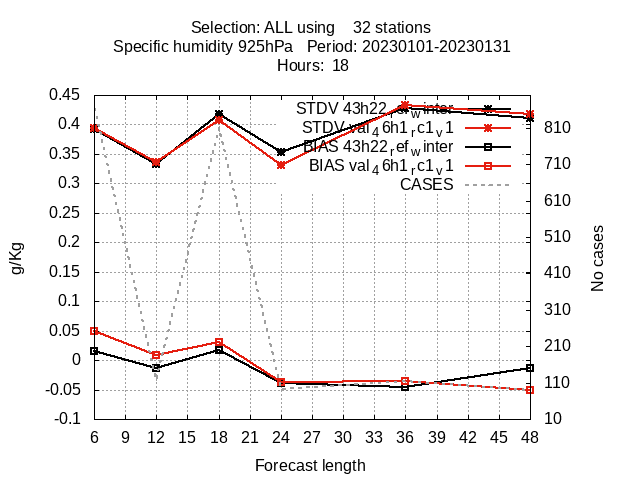 Selection: ALL using    32 stations
Specific humidity 925hPa   Period: 20230101-20230131
Hours:  18
STDV 43h22_ref_winter
STDV val_46h1_rc1_v1
BIAS 43h22_ref_winter
BIAS val_46h1_rc1_v1
CASES
g/Kg
0.45
0.4
0.35
0.3
0.25
0.2
0.15
0.1
0.05
0
-0.05
-0.1
No cases
810
710
610
510
410
310
210
110
10
6 9 12 15 18 21 24 27 30 33 36 39 42 45 48
Forecast length